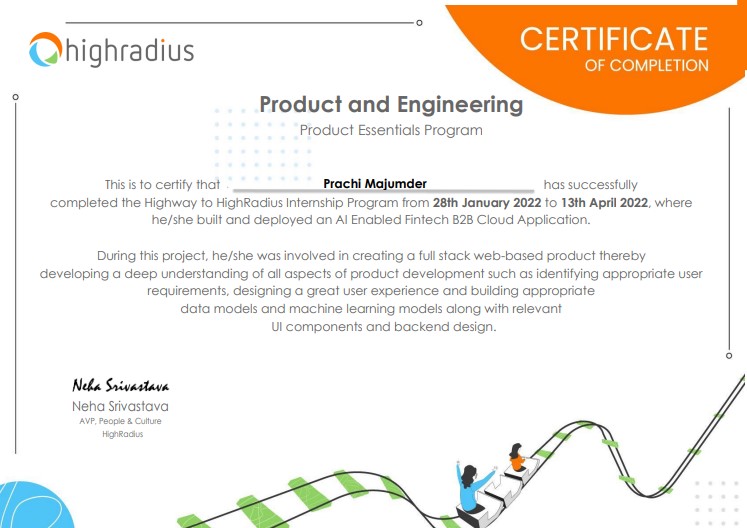 highradius
CERTIFICATE
OF COMPLETION
Product and Engineering
Product Essentials Program
This is to certify that Prachi Majumder has successfully
completed the Highway to HighRadius Internship Program from 28th January 2022 to 13th April 2022, where
he/she built and deployed an AI Enabled Fintech B2B Cloud Application.
During this project, he/she was involved in creating a full stack web-based product thereby
developing a deep understanding of all aspects of product development such as identifying appropriate user
requirements, designing a great user experience and building appropriate
data models and machine learning models along with relevant
UI components and backend design.
Neha Srivastava
Neha Srivastava
AVP, People & Culture
HighRadius